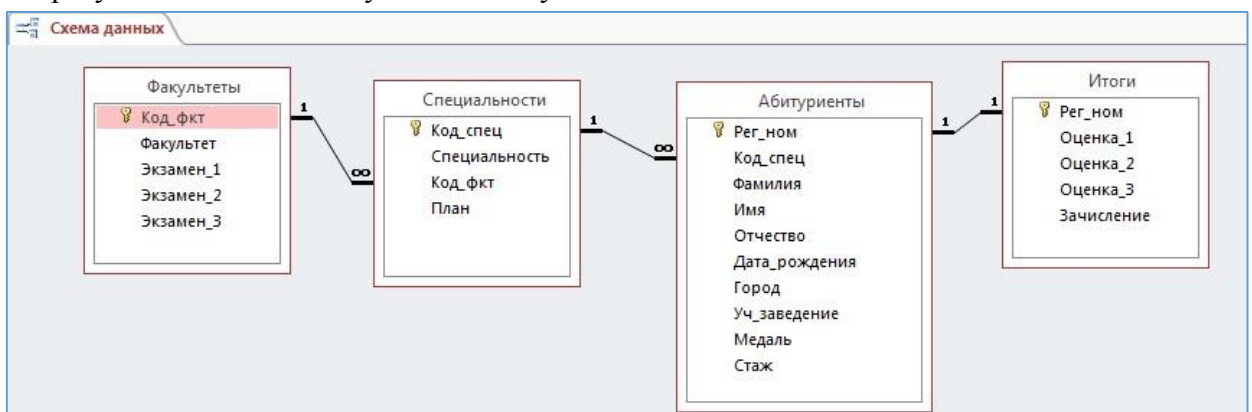 Схема данных
Факультеты
Код_фкт
Факультет
Экзамен_1
Экзамен_2
Экзамен_3
1
∞
Специальности
Код_спец
Специальность
Код_фкт
План
1
∞
Абитуриенты
Рег_ном
Код_спец
Фамилия
Имя
Отчество
Дата_рождения
Город
Уч_заведение
Медаль
Стаж
1
1
Итоги
Рег_ном
Оценка_1
Оценка_2
Оценка_3
Зачисление